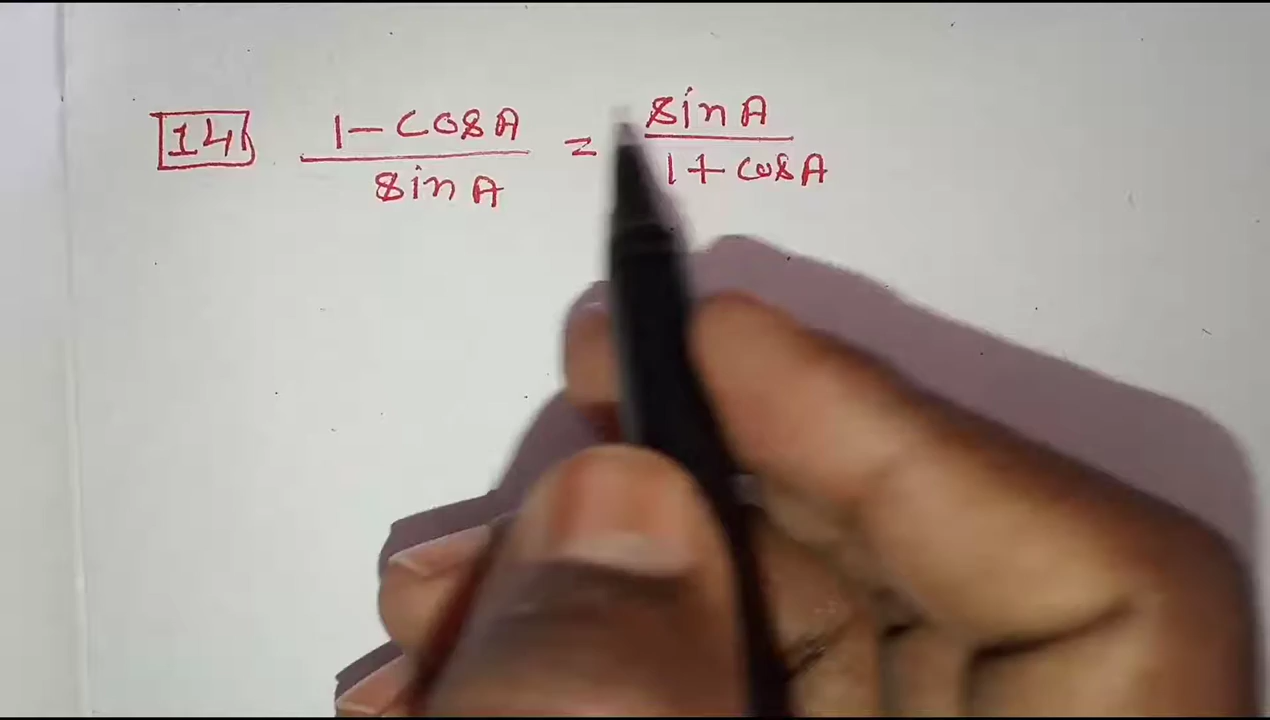 14 1 - cos A / sin A = sin A / 1 + cos A